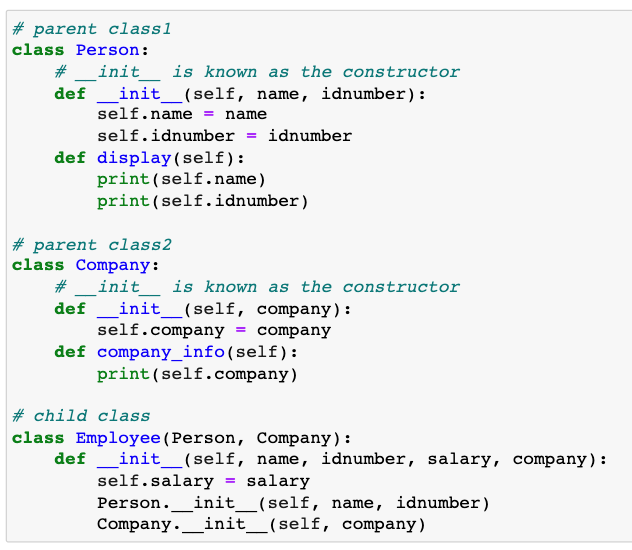 # parent class1
class Person:
    # __init__ is known as the constructor
    def __init__(self, name, idnumber):
        self.name = name
        self.idnumber = idnumber
    def display(self):
        print(self.name)
        print(self.idnumber)

# parent class2
class Company:
    # __init__ is known as the constructor
    def __init__(self, company):
        self.company = company
    def company_info(self):
        print(self.company)

# child class
class Employee(Person, Company):
    def __init__(self, name, idnumber, salary, company):
        self.salary = salary
        Person.__init__(self, name, idnumber)
        Company.__init__(self, company)